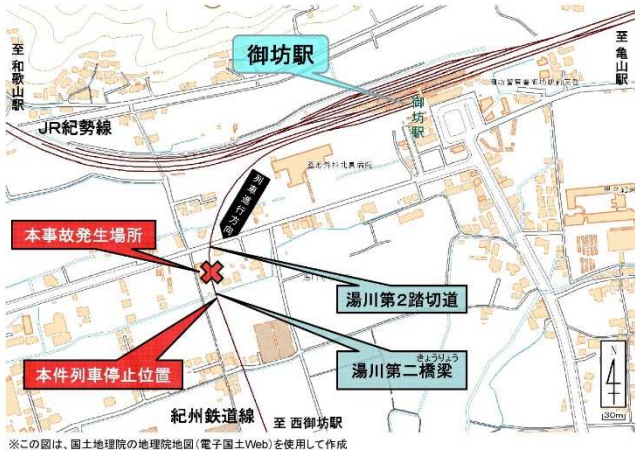 至 和歌山駅
御坊駅
至 亀山駅
御坊駅
JR紀勢線
北裏病院
列車進行方向
本事故発生場所
湯川第2踏切道
本件列車停止位置
きょうりょう
湯川第二橋梁
紀州鉄道線
至 西御坊駅
N
30m
※この図は、国土地理院の地理院地図(電子国土Web)を使用して作成